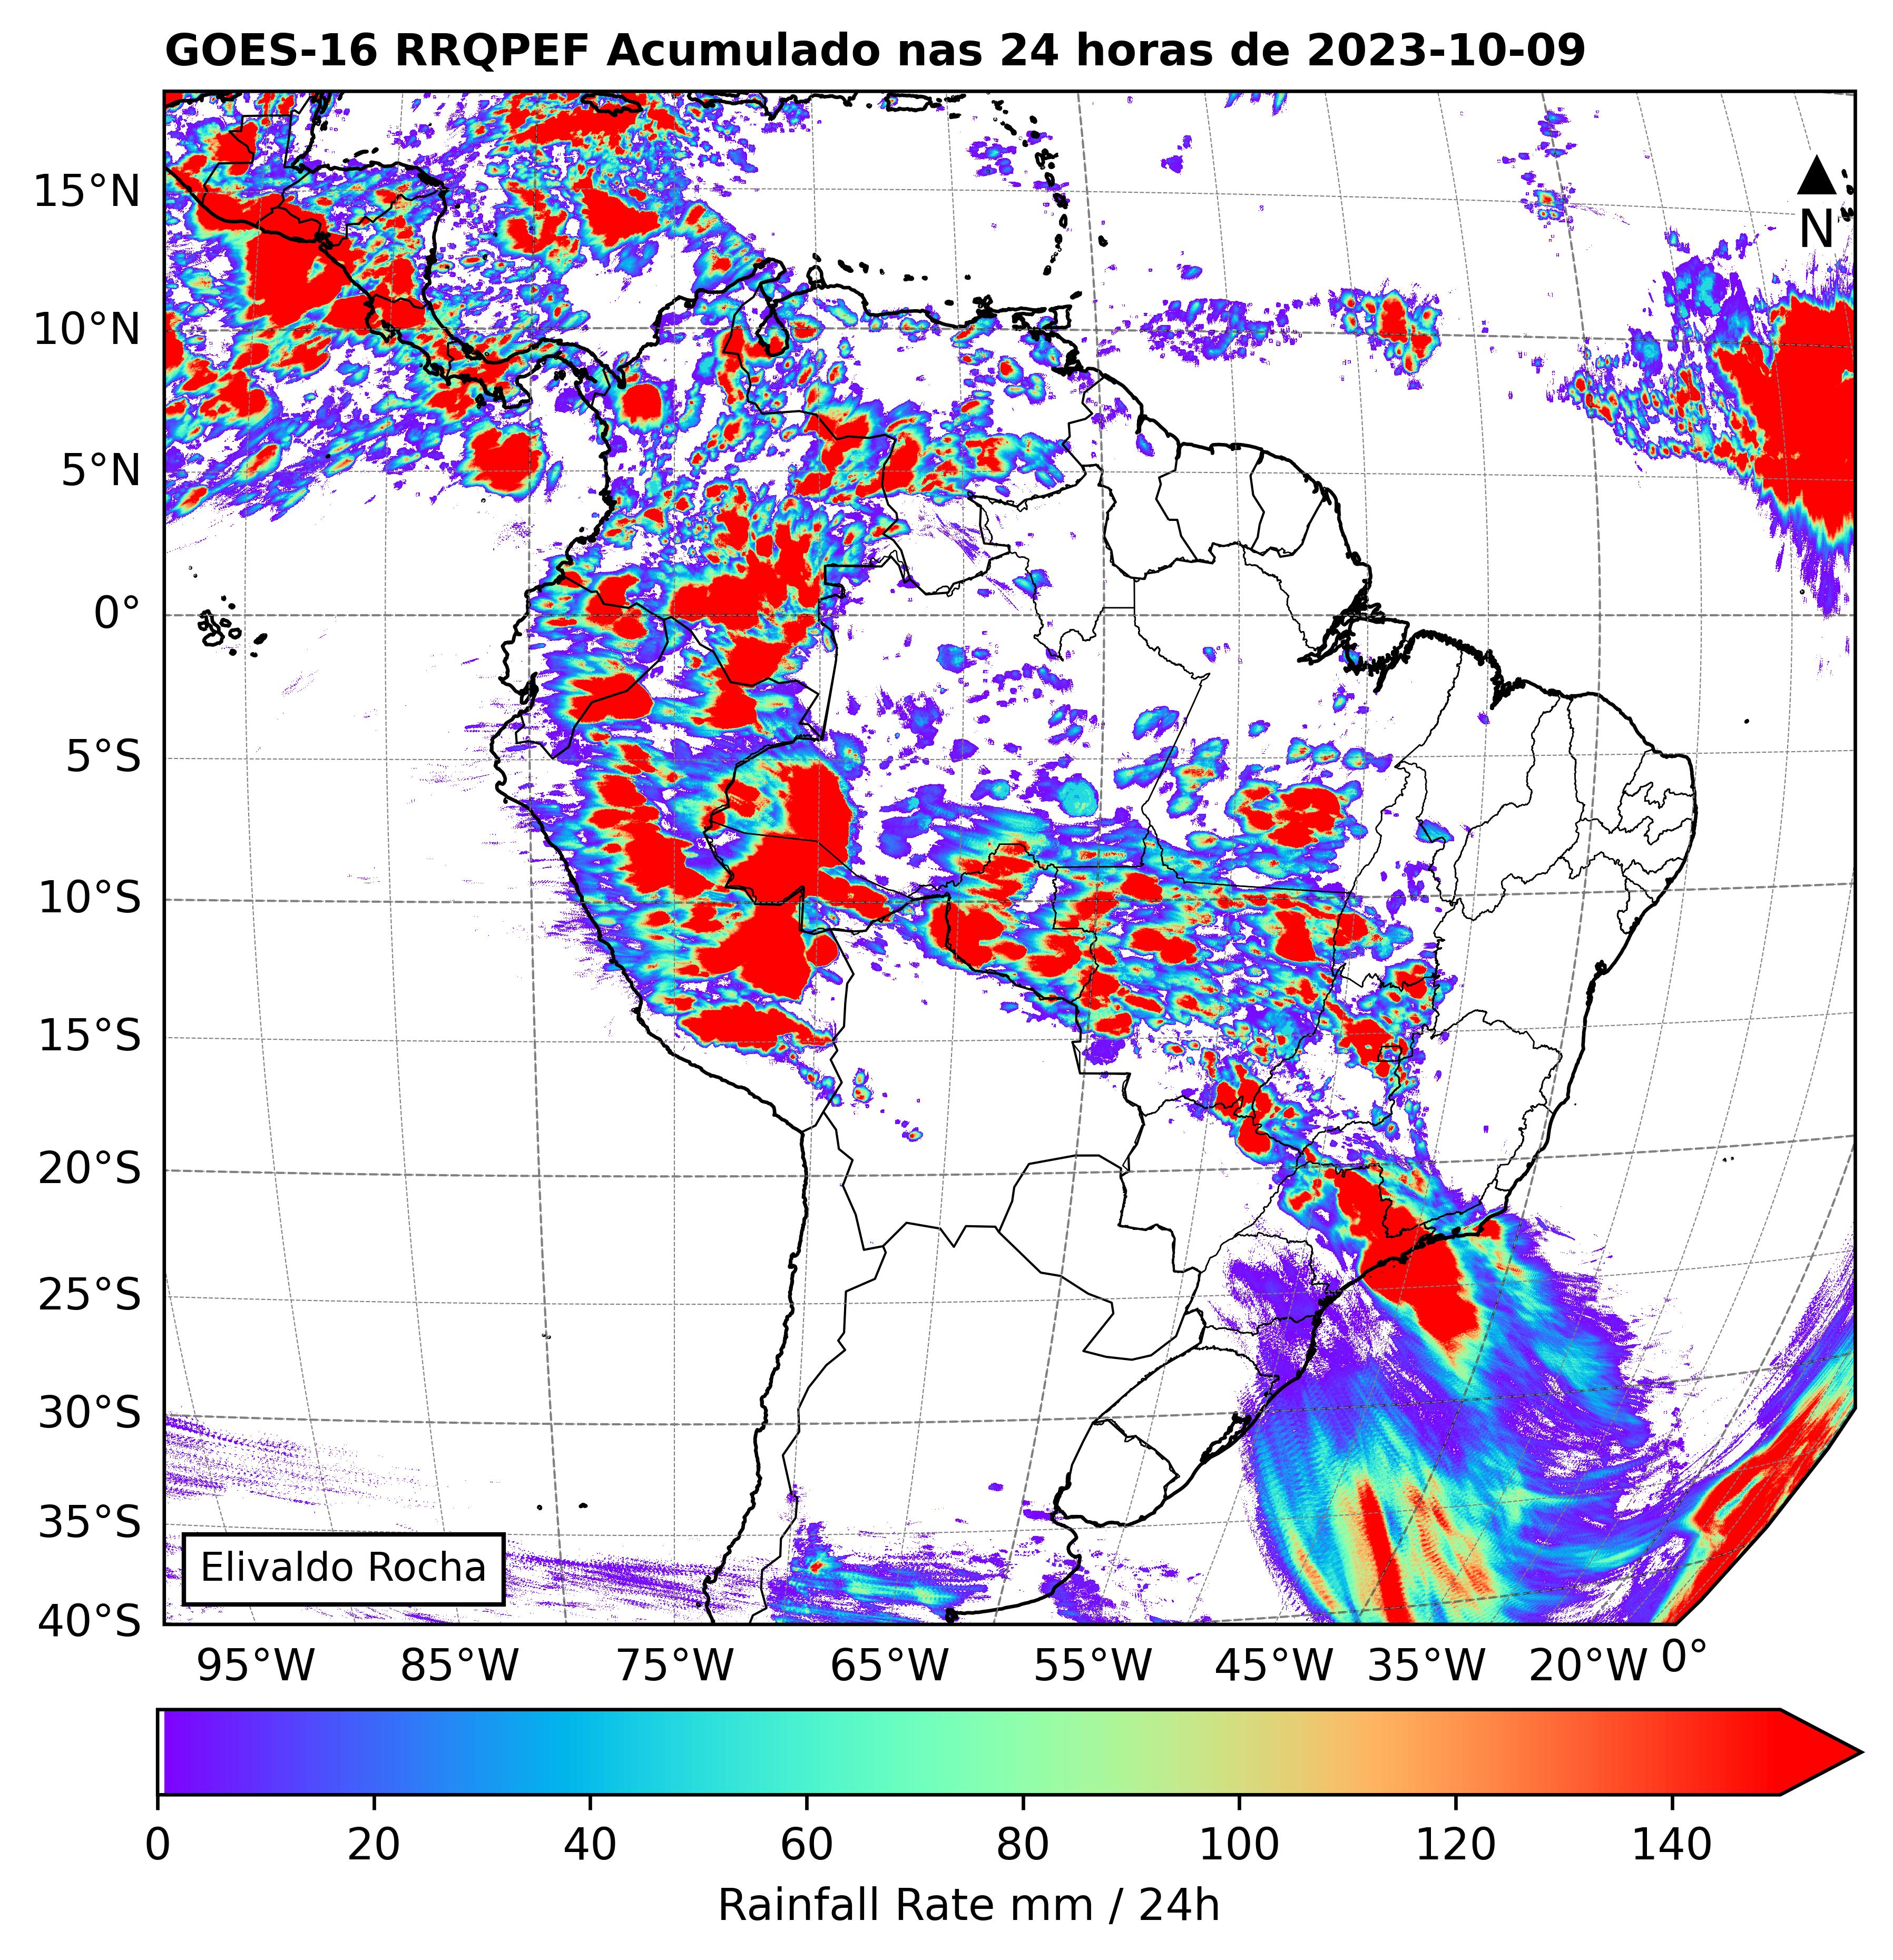 GOES-16 RRQPEF Acumulado nas 24 horas de 2023-10-09
N
15°N
10°N
5°N
0°
5°S
10°S
15°S
20°S
25°S
30°S
35°S
40°S
Elivaldo Rocha
95°W 85°W 75°W 65°W 55°W 45°W 35°W 20°W 0°
0 20 40 60 80 100 120 140
Rainfall Rate mm / 24h